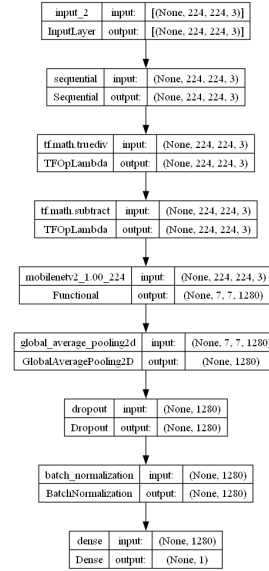 input_2 input: [(None, 224, 224, 3)]
InputLayer output: [(None, 224, 224, 3)]
sequential input: (None, 224, 224, 3)
Sequential output: (None, 224, 224, 3)
tf.math.truediv input: (None, 224, 224, 3)
TFOpLambda output: (None, 224, 224, 3)
tf.math.subtract input: (None, 224, 224, 3)
TFOpLambda output: (None, 224, 224, 3)
mobilenetv2_1.00_224 input: (None, 224, 224, 3)
Functional output: (None, 7, 7, 1280)
global_average_pooling2d input: (None, 7, 7, 1280)
GlobalAveragePooling2D output: (None, 1280)
dropout input: (None, 1280)
Dropout output: (None, 1280)
batch_normalization input: (None, 1280)
BatchNormalization output: (None, 1280)
dense input: (None, 1280)
Dense output: (None, 1)